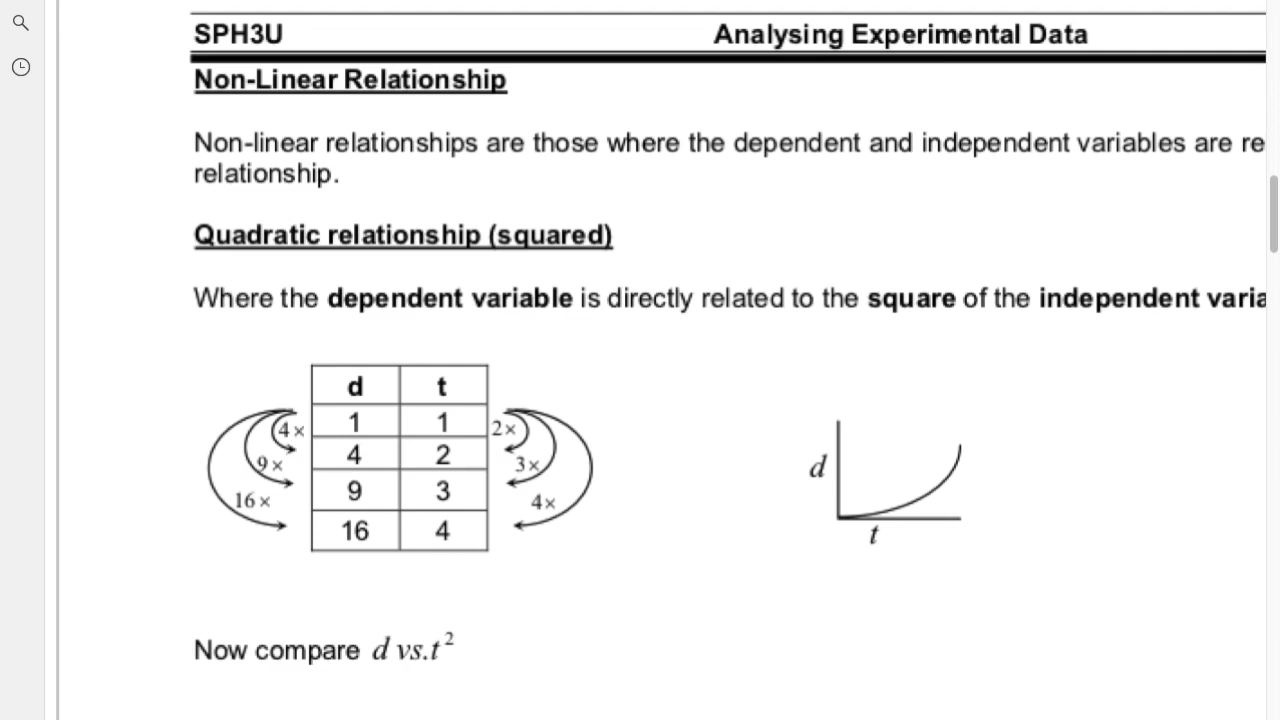 SPH3U Analysing Experimental Data
Non-Linear Relationship
Non-linear relationships are those where the dependent and independent variables are
relationship.
Quadratic relationship (squared)
Where the dependent variable is directly related to the square of the independent
d t
4× 1 1 2×
9× 4 2 3×
16× 9 3 4×
16 4
d
t
Now compare d vs. t²